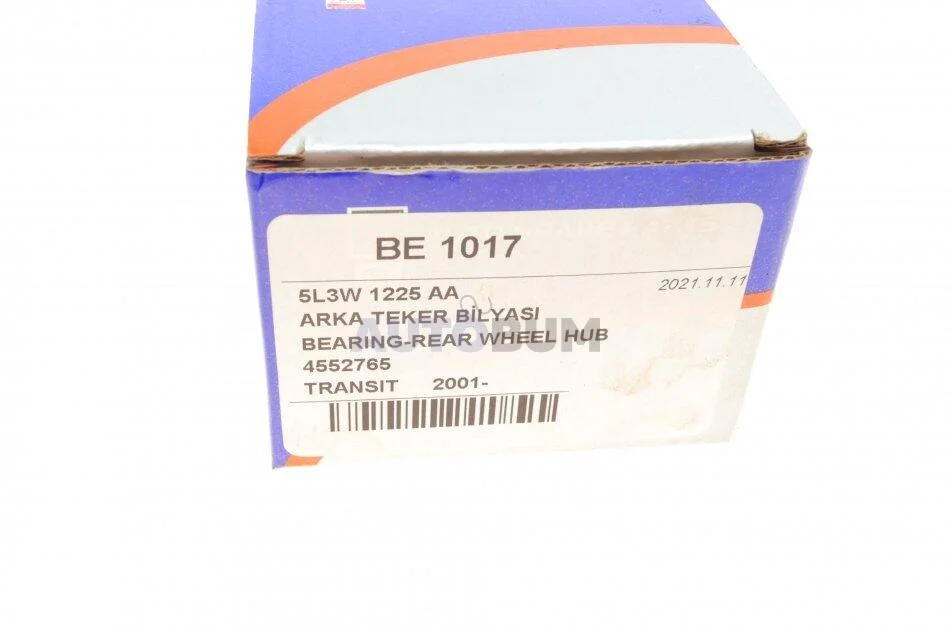 BE 1017
5L3W 1225 AA
2021.11.11
ARKA TEKER BİLYASI
BEARING-REAR WHEEL HUB
AUTOBUM
4552765
TRANSIT 2001-